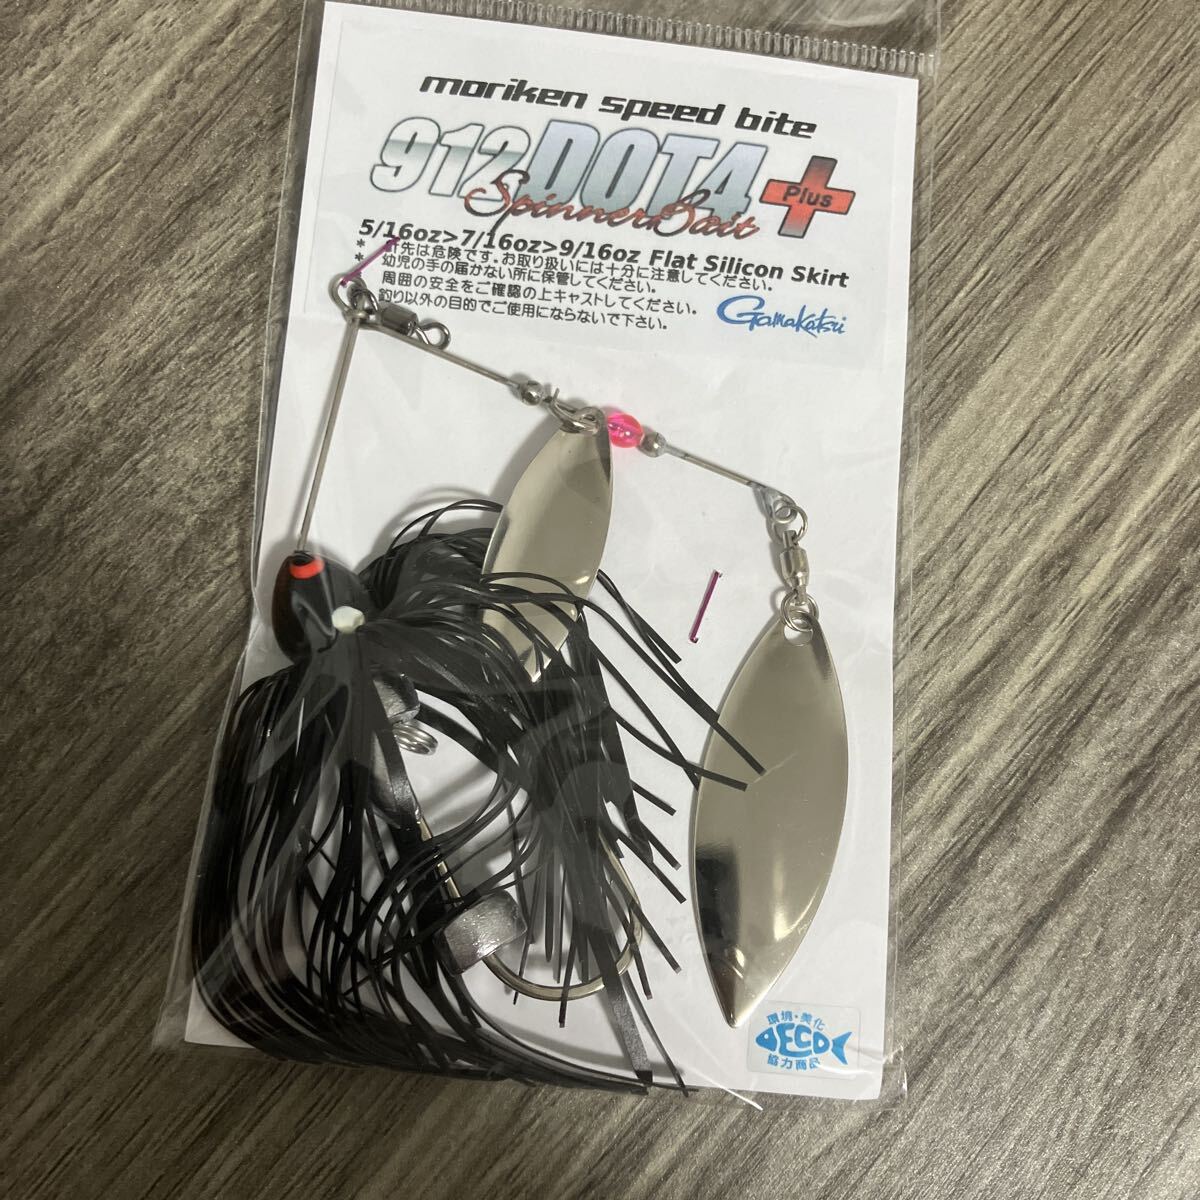 moriken speed bite
912DOT4
Plus
SpinnerBait
5/16oz>7/16oz>9/16oz Flat Silicon Skirt
* 針先は危険です。お取り扱いには十分に注意してください。
* 幼児の手の届かない所に保管してください。
周囲の安全をご確認の上キャストしてください。
釣り以外の目的でご使用にならないで下さい。
Gamakatsu
環境・美化
ECO
協力商品